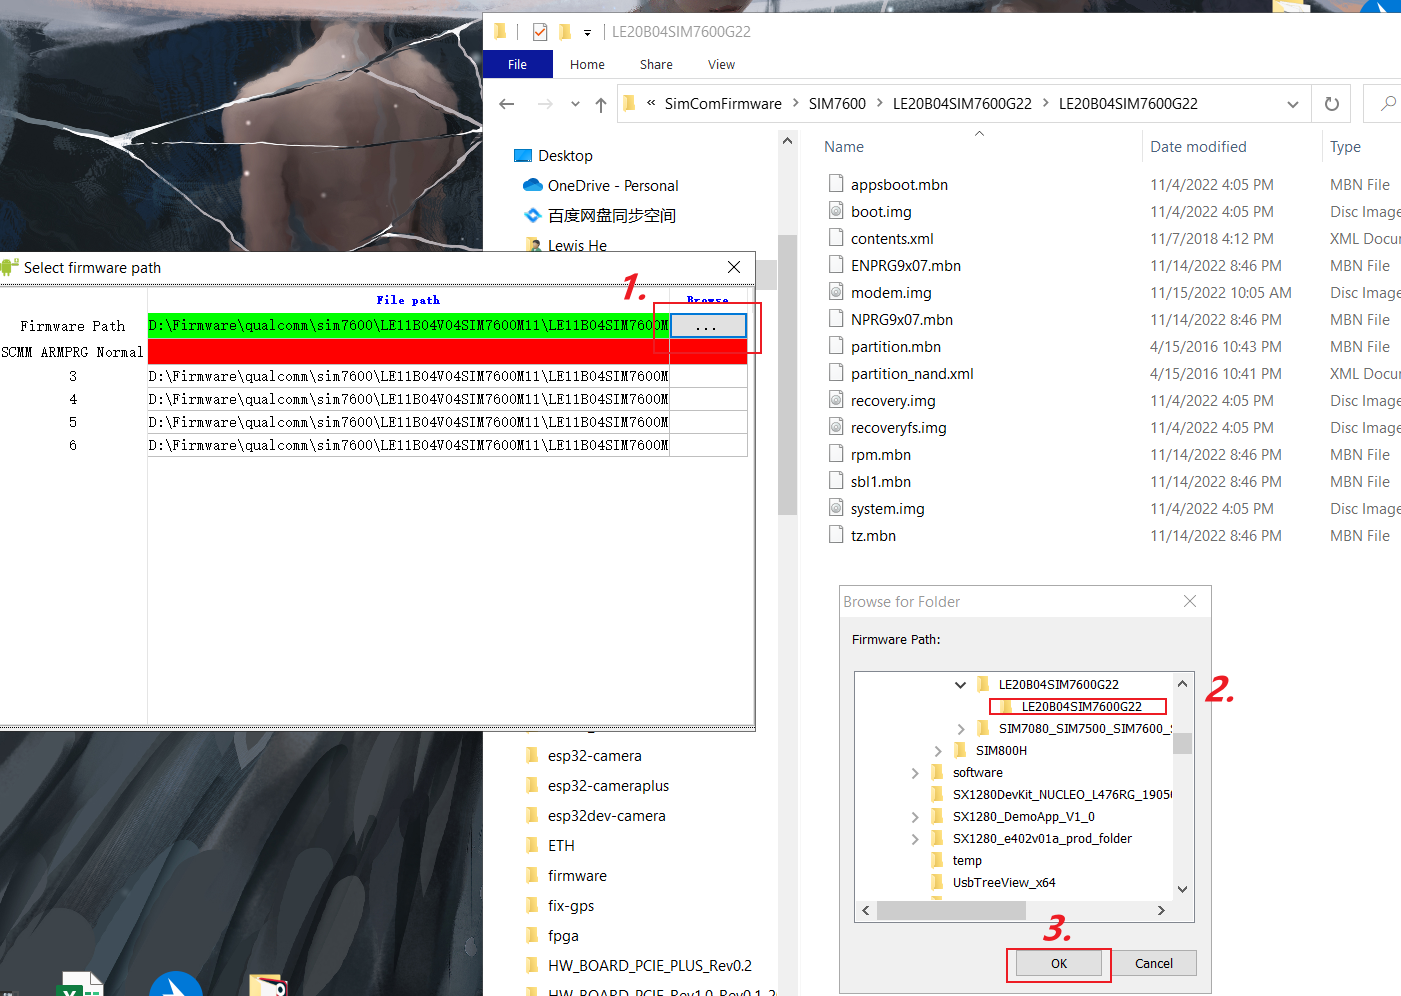 LE20B04SIM7600G22
File
Home
Share
View
« SimComFirmware > SIM7600 > LE20B04SIM7600G22 > LE20B04SIM7600G22
Name
Date modified
Type
Desktop
OneDrive - Personal
百度网盘同步空间
Lewis He
appsboot.mbn 11/4/2022 4:05 PM MBN File
boot.img 11/4/2022 4:05 PM Disc Image
contents.xml 11/7/2018 4:12 PM XML Docu
ENPRG9x07.mbn 11/14/2022 8:46 PM MBN File
modem.img 11/15/2022 10:05 AM Disc Image
NPRG9x07.mbn 11/14/2022 8:46 PM MBN File
partition.mbn 4/15/2016 10:43 PM MBN File
partition_nand.xml 4/15/2016 10:41 PM XML Docu
recovery.img 11/4/2022 4:05 PM Disc Image
recoveryfs.img 11/4/2022 4:05 PM Disc Image
rpm.mbn 11/14/2022 8:46 PM MBN File
sbl1.mbn 11/14/2022 8:46 PM MBN File
system.img 11/4/2022 4:05 PM Disc Image
tz.mbn 11/14/2022 8:46 PM MBN File
Select firmware path
1.
File path Browse
Firmware Path D:\Firmware\qualcomm\sim7600\LE11B04V04SIM7600M11\LE11B04SIM7600M ...
SCMM ARMPRG Normal
3 D:\Firmware\qualcomm\sim7600\LE11B04V04SIM7600M11\LE11B04SIM7600M
4 D:\Firmware\qualcomm\sim7600\LE11B04V04SIM7600M11\LE11B04SIM7600M
5 D:\Firmware\qualcomm\sim7600\LE11B04V04SIM7600M11\LE11B04SIM7600M
6 D:\Firmware\qualcomm\sim7600\LE11B04V04SIM7600M11\LE11B04SIM7600M
esp32-camera
esp32-cameraplus
esp32dev-camera
ETH
firmware
fix-gps
fpga
HW_BOARD_PCIE_PLUS_Rev0.2
HW_BOARD_PCIE_Rev1.0_Rev0.1_2
Browse for Folder
Firmware Path:
LE20B04SIM7600G22
LE20B04SIM7600G22
2.
SIM7080_SIM7500_SIM7600_S
SIM800H
software
SX1280DevKit_NUCLEO_L476RG_1905
SX1280_DemoApp_V1_0
SX1280_e402v01a_prod_folder
temp
UsbTreeView_x64
3.
OK
Cancel